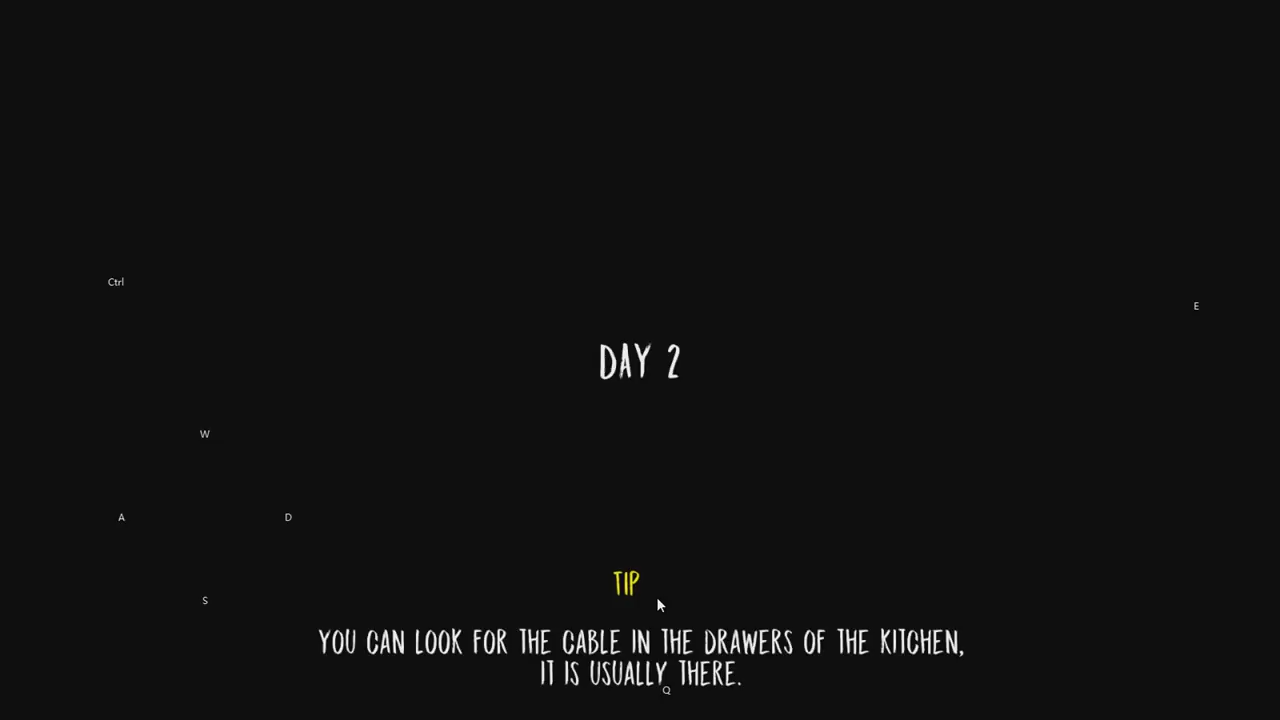 Ctrl
E
DAY 2
W
A
D
TIP
S
YOU CAN LOOK FOR THE CABLE IN THE DRAWERS OF THE KITCHEN,
IT IS USUALLY THERE.
Q